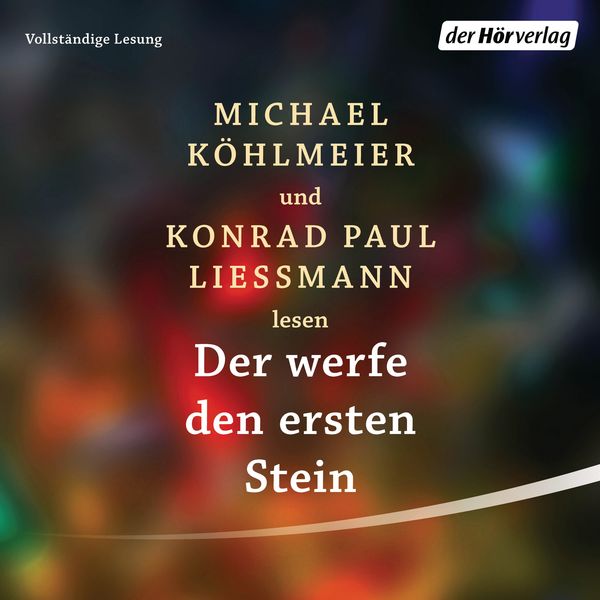 Vollständige Lesung
der Hörverlag
MICHAEL
KÖHLMEIER
und
KONRAD PAUL
LIESSMANN
lesen
Der werfe
den ersten
Stein